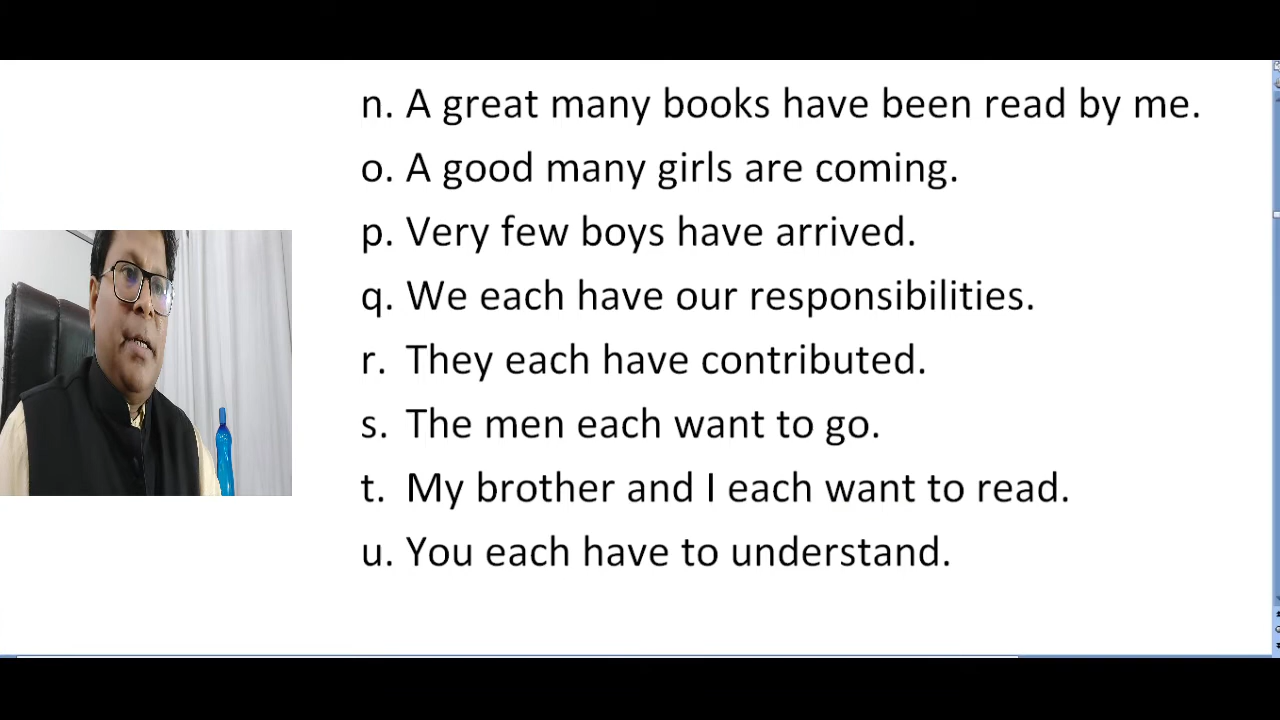 n. A great many books have been read by me.
o. A good many girls are coming.
p. Very few boys have arrived.
q. We each have our responsibilities.
r. They each have contributed.
s. The men each want to go.
t. My brother and I each want to read.
u. You each have to understand.